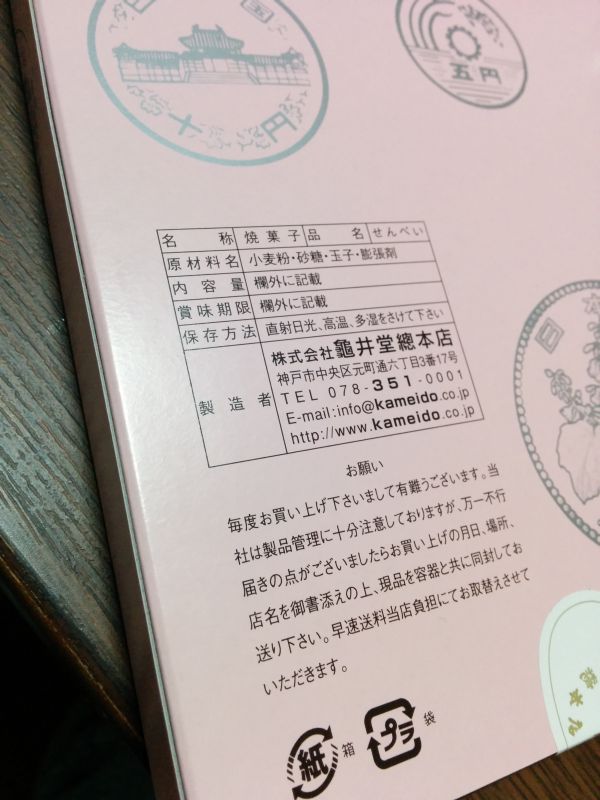 日 国
十 円
五 円
名 称 焼菓子 品 名 せんべい
原材料名 小麦粉・砂糖・玉子・膨張剤
内 容 量 欄外に記載
賞味期限 欄外に記載
保存方法 直射日光、高温、多湿をさけて下さい
製 造 者 株式会社 龜井堂總本店
神戸市中央区元町通六丁目3番17号
TEL 078-351-0001
E-mail:info@kameido.co.jp
http://www.kameido.co.jp
お願い
毎度お買い上げ下さいまして有難うございます。当
社は製品管理に十分注意しておりますが、万一不行
届きの点がございましたらお買い上げの月日、場所、
店名を御書添えの上、現品を容器と共に同封してお
送り下さい。早速送料当店負担にてお取替えさせて
いただきます。
紙 箱
プラ 袋
日